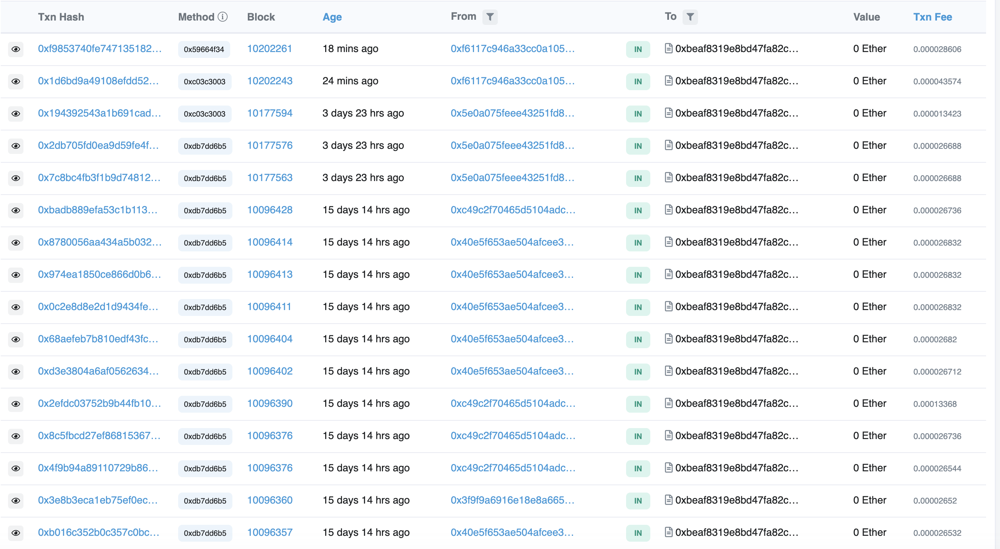 Txn Hash Method Block Age From To Value Txn Fee
0xf9853740fe747135182... 0x59664f34 10202261 18 mins ago 0xf6117c946a33cc0a105... IN 0xbeaf8319e8bd47fa82c... 0 Ether 0.000028606
0x1d6bd9a49108efdd52... 0xc03c3003 10202243 24 mins ago 0xf6117c946a33cc0a105... IN 0xbeaf8319e8bd47fa82c... 0 Ether 0.000043574
0x194392543a1b691cad... 0xc03c3003 10177594 3 days 23 hrs ago 0x5e0a075feee43251fd8... IN 0xbeaf8319e8bd47fa82c... 0 Ether 0.000013423
0x2db705fd0ea9d59fe4f... 0xdb7dd6b5 10177576 3 days 23 hrs ago 0x5e0a075feee43251fd8... IN 0xbeaf8319e8bd47fa82c... 0 Ether 0.000026688
0x7c8bc4fb3f1b9d74812... 0xdb7dd6b5 10177563 3 days 23 hrs ago 0x5e0a075feee43251fd8... IN 0xbeaf8319e8bd47fa82c... 0 Ether 0.000026688
0xbadb889efa53c1b113... 0xdb7dd6b5 10096428 15 days 14 hrs ago 0xc49c2f70465d5104adc... IN 0xbeaf8319e8bd47fa82c... 0 Ether 0.000026736
0x8780056aa434a5b032... 0xdb7dd6b5 10096414 15 days 14 hrs ago 0x40e5f653ae504afcee3... IN 0xbeaf8319e8bd47fa82c... 0 Ether 0.000026832
0x974ea1850ce866d0b6... 0xdb7dd6b5 10096413 15 days 14 hrs ago 0x40e5f653ae504afcee3... IN 0xbeaf8319e8bd47fa82c... 0 Ether 0.000026832
0x0c2e8d8e2d1d9434fe... 0xdb7dd6b5 10096411 15 days 14 hrs ago 0x40e5f653ae504afcee3... IN 0xbeaf8319e8bd47fa82c... 0 Ether 0.000026832
0x68aefeb7b810edf43fc... 0xdb7dd6b5 10096404 15 days 14 hrs ago 0x40e5f653ae504afcee3... IN 0xbeaf8319e8bd47fa82c... 0 Ether 0.00002682
0xd3e3804a6af0562634... 0xdb7dd6b5 10096402 15 days 14 hrs ago 0x40e5f653ae504afcee3... IN 0xbeaf8319e8bd47fa82c... 0 Ether 0.000026712
0x2efdc03752b9b44fb10... 0xdb7dd6b5 10096390 15 days 14 hrs ago 0xc49c2f70465d5104adc... IN 0xbeaf8319e8bd47fa82c... 0 Ether 0.00013368
0x8c5fbcd27ef86815367... 0xdb7dd6b5 10096376 15 days 14 hrs ago 0xc49c2f70465d5104adc... IN 0xbeaf8319e8bd47fa82c... 0 Ether 0.000026736
0x4f9b94a89110729b86... 0xdb7dd6b5 10096376 15 days 14 hrs ago 0xc49c2f70465d5104adc... IN 0xbeaf8319e8bd47fa82c... 0 Ether 0.000026544
0x3e8b3eca1eb75ef0ec... 0xdb7dd6b5 10096360 15 days 14 hrs ago 0x3f9f9a6916e18e8a665... IN 0xbeaf8319e8bd47fa82c... 0 Ether 0.00002652
0xb016c352b0c357c0bc... 0xdb7dd6b5 10096357 15 days 14 hrs ago 0x40e5f653ae504afcee3... IN 0xbeaf8319e8bd47fa82c... 0 Ether 0.000026532